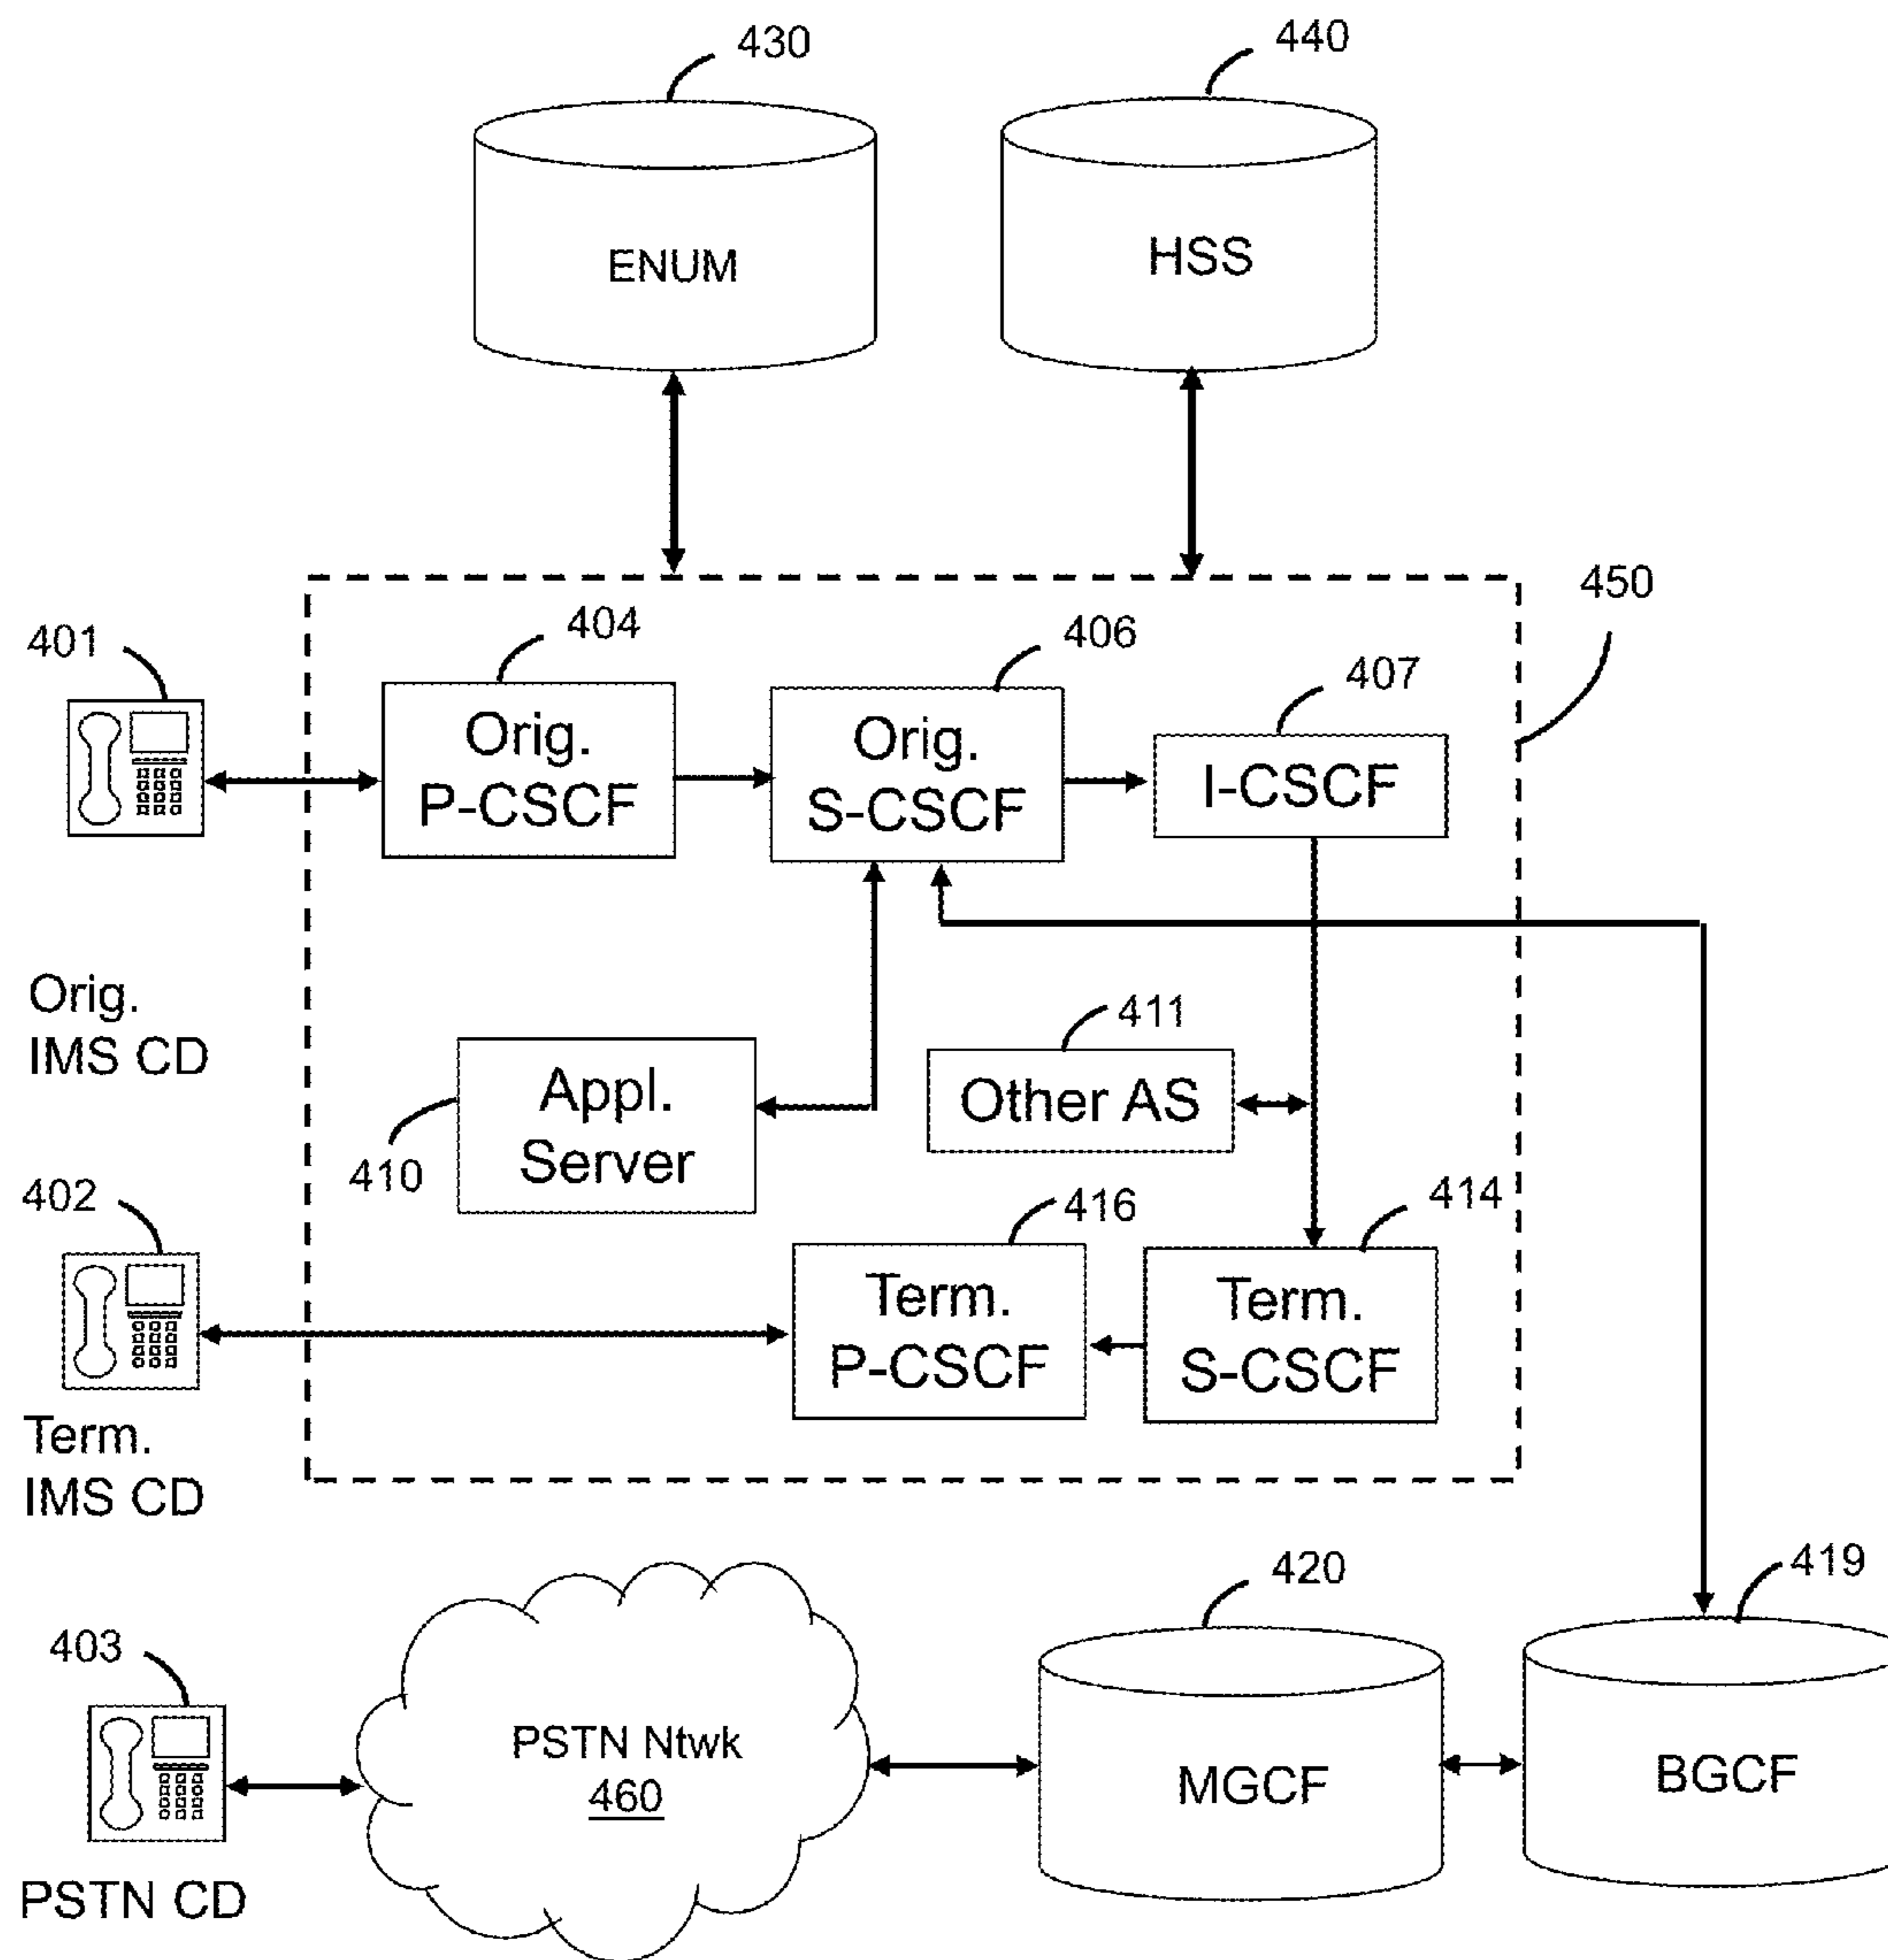 430
440
ENUM
HSS
450
401
404
406
407
Orig.
P-CSCF
Orig.
S-CSCF
I-CSCF
Orig.
IMS CD
411
Other AS
Appl.
Server
410
402
416
414
Term.
P-CSCF
Term.
S-CSCF
Term.
IMS CD
420
419
403
PSTN Ntwk
460
MGCF
BGCF
PSTN CD